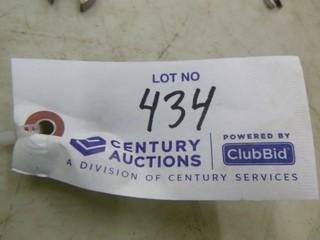 LOT NO
434
CENTURY AUCTIONS
POWERED BY
ClubBid
A DIVISION OF CENTURY SERVICES